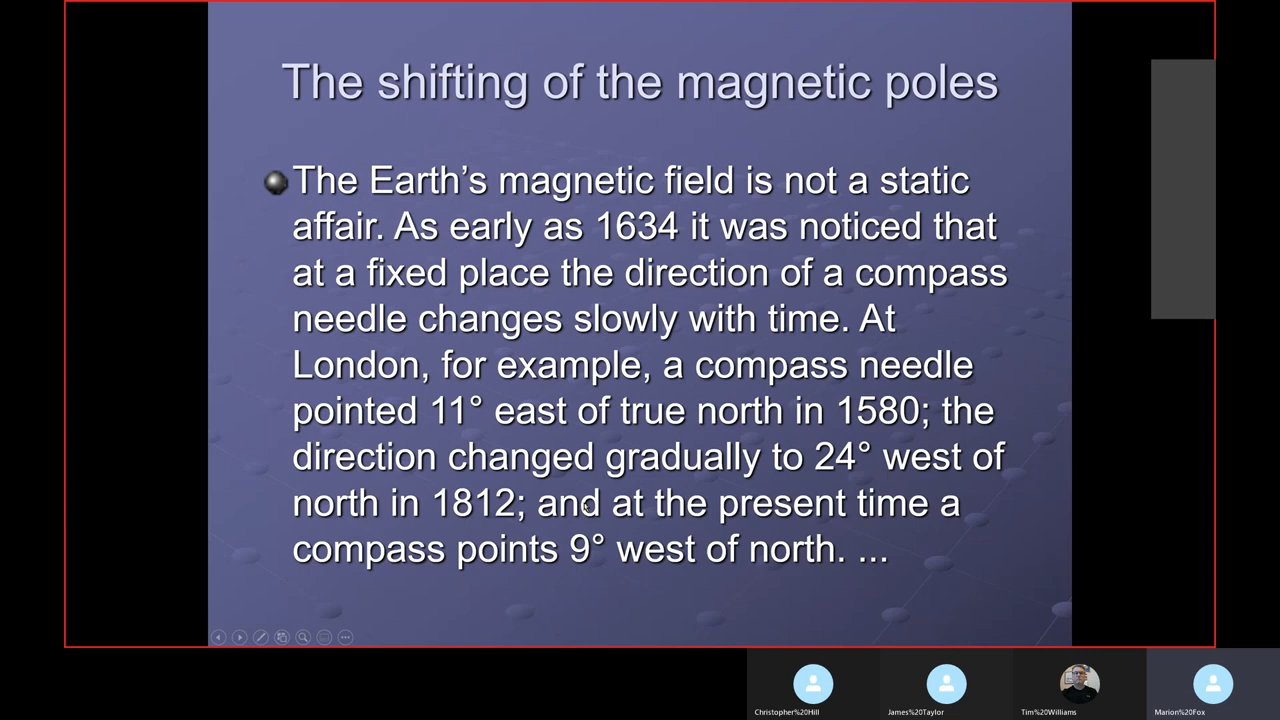 The shifting of the magnetic poles
The Earth’s magnetic field is not a static
affair. As early as 1634 it was noticed that
at a fixed place the direction of a compass
needle changes slowly with time. At
London, for example, a compass needle
pointed 11° east of true north in 1580; the
direction changed gradually to 24° west of
north in 1812; and at the present time a
compass points 9° west of north. ...
Christopher%20Hill
James%20Taylor
Tim%20Williams
Marion%20Fox